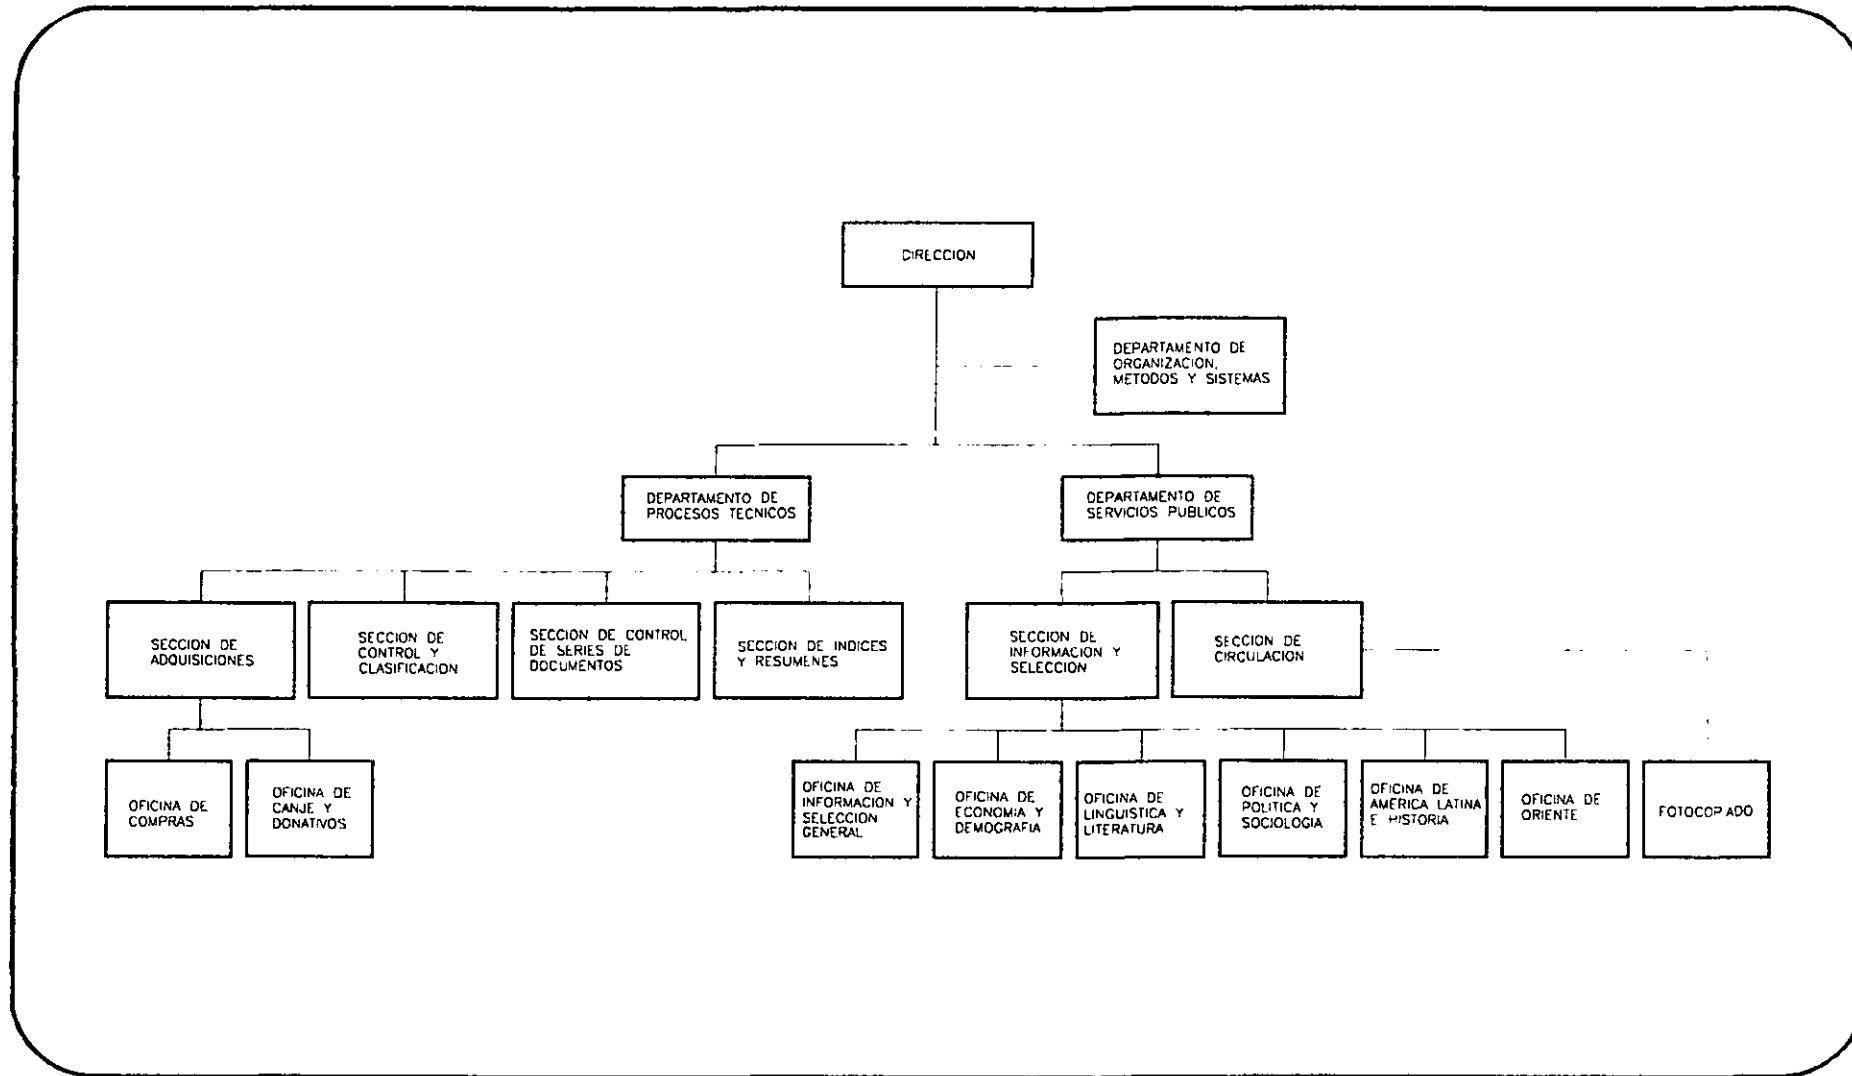 DIRECCION
DEPARTAMENTO DE
ORGANIZACION,
METODOS Y SISTEMAS
DEPARTAMENTO DE
PROCESOS TECNICOS
DEPARTAMENTO DE
SERVICIOS PUBLICOS
SECCION DE
ADQUISICIONES
SECCION DE
CONTROL Y
CLASIFICACION
SECCION DE CONTROL
DE SERIES DE
DOCUMENTOS
SECCION DE INDICES
Y RESUMENES
SECCION DE
INFORMACION Y
SELECCION
SECCION DE
CIRCULACION
OFICINA DE
COMPRAS
OFICINA DE
CANJE Y
DONATIVOS
OFICINA DE
INFORMACION Y
SELECCION
GENERAL
OFICINA DE
ECONOMIA Y
DEMOGRAFIA
OFICINA DE
LINGUISTICA Y
LITERATURA
OFICINA DE
POLITICA Y
SOCIOLOGIA
OFICINA DE
AMERICA LATINA
E HISTORIA
OFICINA DE
ORIENTE
FOTOCOPADO